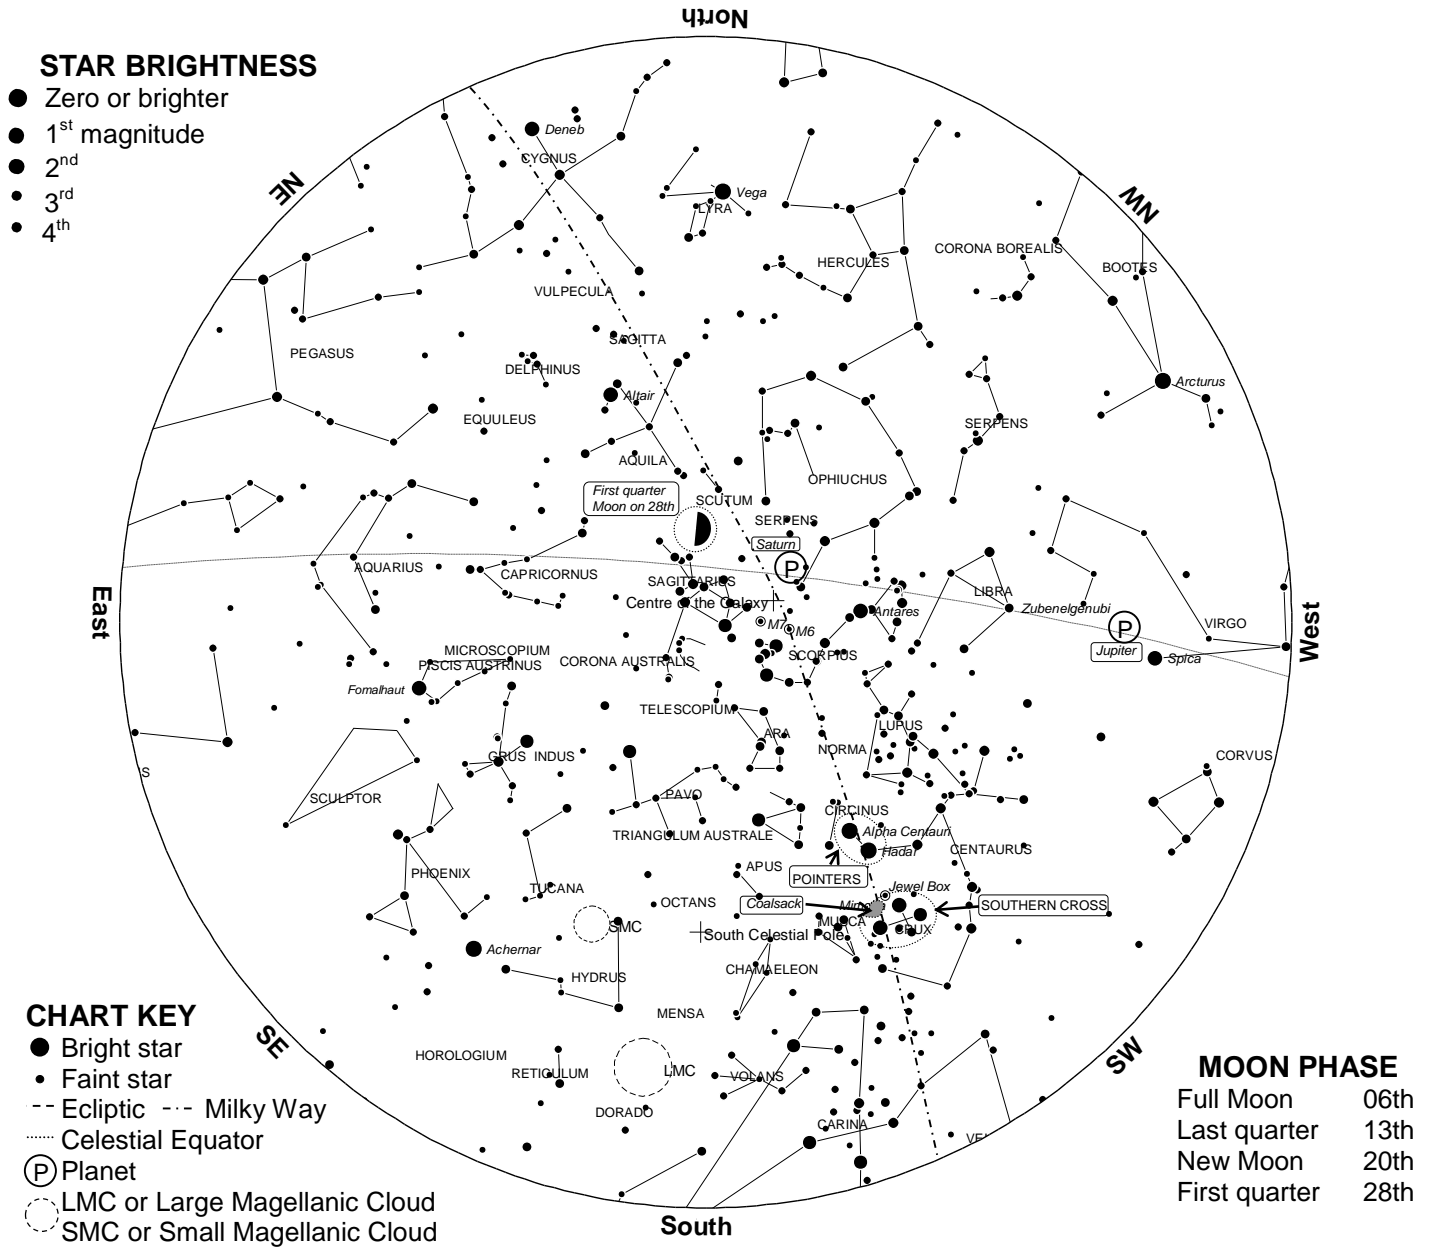 North
STAR BRIGHTNESS
Zero or brighter
1st magnitude
2nd
3rd
4th
NE
NW
East
West
SE
SW
South
Deneb
CYGNUS
Vega
LYRA
HERCULES
CORONA BOREALIS
BOOTES
VULPECULA
SAGITTA
PEGASUS
DELPHINUS
Altair
Arcturus
EQUULEUS
SERPENS
AQUILA
OPHIUCHUS
First quarter
Moon on 28th
SCUTUM
SERPENS
Saturn
P
AQUARIUS
CAPRICORNUS
SAGITTARIUS
LIBRA
Centre of the Galaxy
Antares
Zubenelgenubi
M7
M6
P
VIRGO
Jupiter
Spica
MICROSCOPIUM
PISCIS AUSTRINUS
CORONA AUSTRALIS
SCORPIUS
Fomalhaut
TELESCOPIUM
ARA
LUPUS
NORMA
GRUS
INDUS
CORVUS
S
SCULPTOR
PAVO
CIRCINUS
TRIANGULUM AUSTRALE
Alpha Centauri
Hadar
CENTAURUS
APUS
POINTERS
PHOENIX
TUCANA
OCTANS
Jewel Box
Coalsack
Mimosa
SOUTHERN CROSS
SMC
MUSCA
CRUX
South Celestial Pole
Achernar
HYDRUS
CHAMAELEON
MENSA
HOROLOGIUM
RETICULUM
LMC
VOLANS
DORADO
CARINA
VE
CHART KEY
Bright star
Faint star
Ecliptic
Milky Way
Celestial Equator
P Planet
LMC or Large Magellanic Cloud
SMC or Small Magellanic Cloud
MOON PHASE
Full Moon 06th
Last quarter 13th
New Moon 20th
First quarter 28th